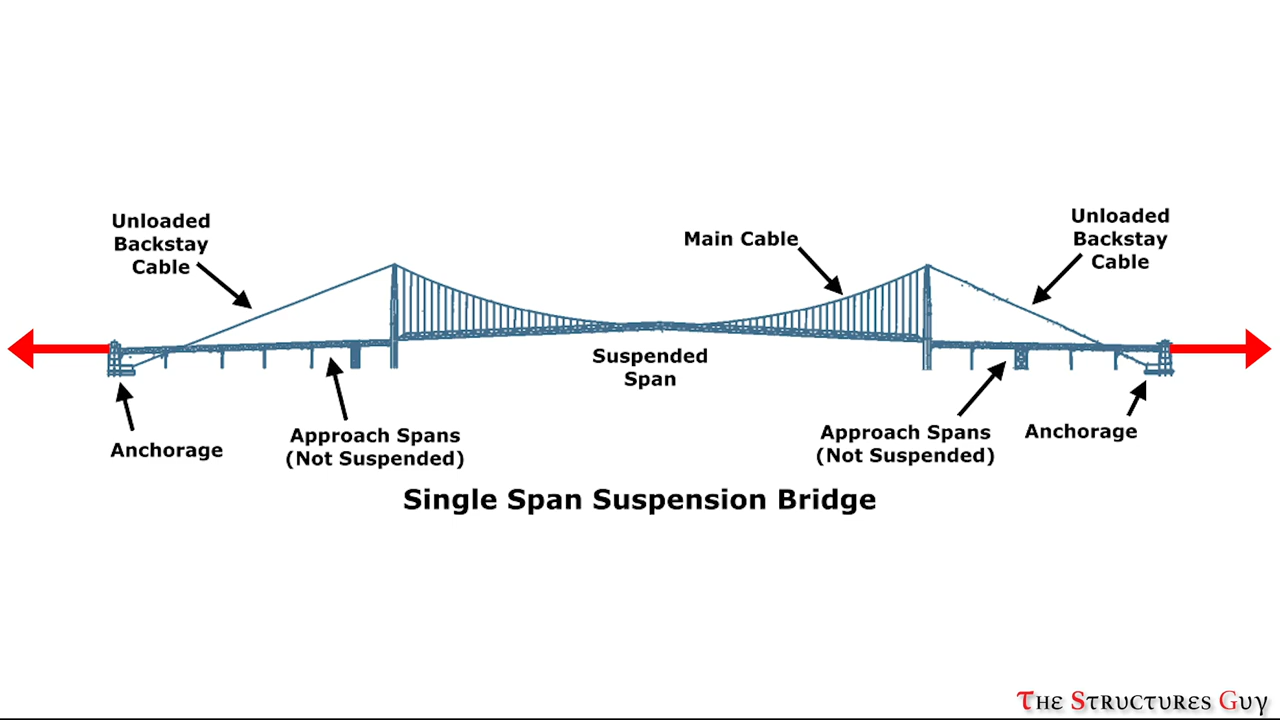 Unloaded
Backstay
Cable
Main Cable
Unloaded
Backstay
Cable
Suspended
Span
Anchorage
Approach Spans
(Not Suspended)
Approach Spans
(Not Suspended)
Anchorage
Single Span Suspension Bridge
The Structures Guy